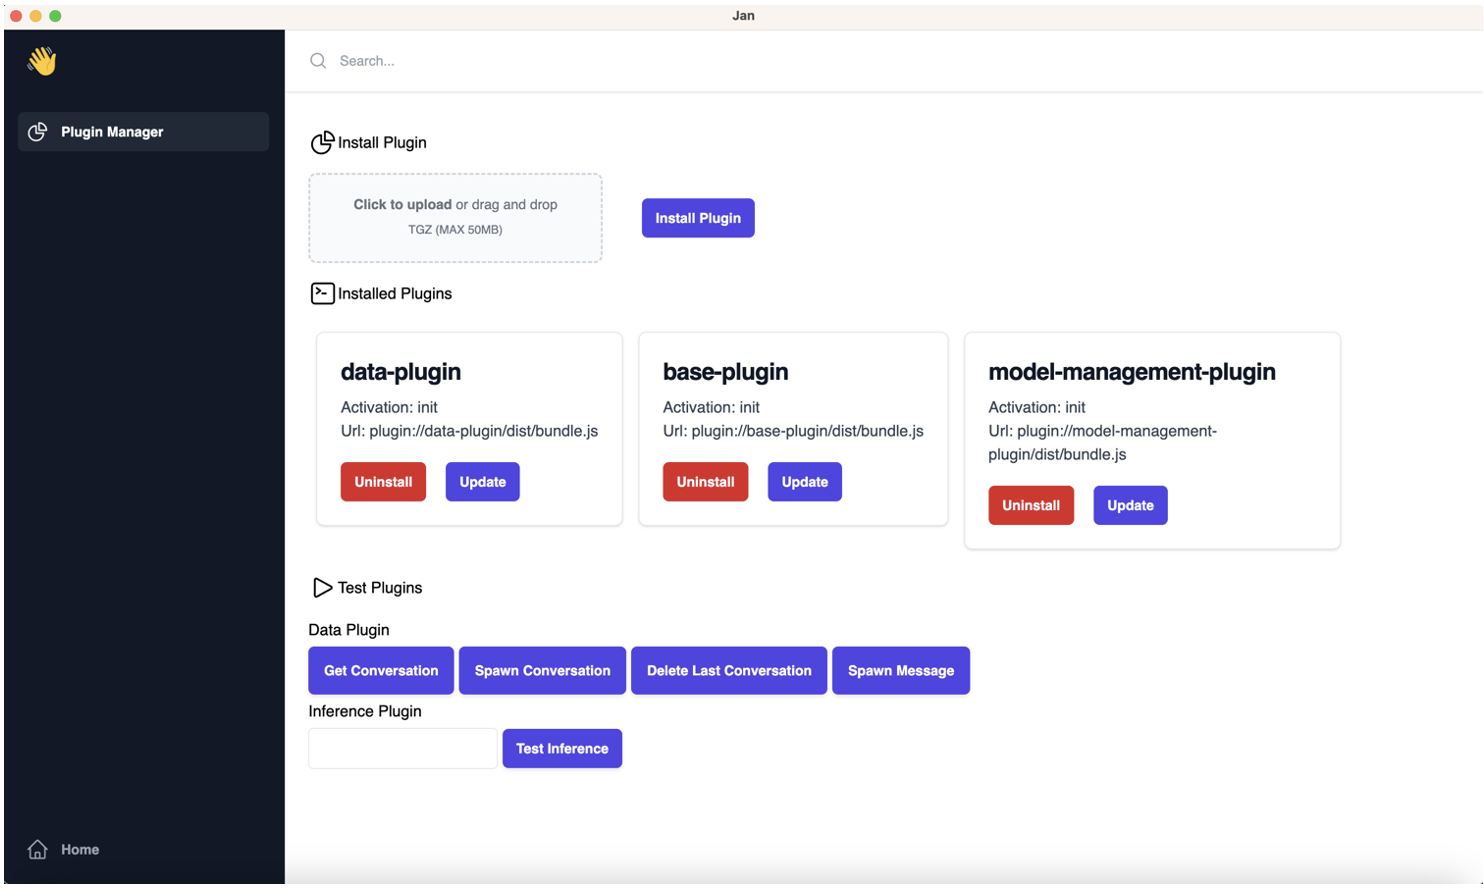 Jan
Search...
Plugin Manager
Install Plugin
Click to upload or drag and drop
TGZ (MAX 50MB)
Install Plugin
Installed Plugins
data-plugin
Activation: init
Url: plugin://data-plugin/dist/bundle.js
Uninstall
Update
base-plugin
Activation: init
Url: plugin://base-plugin/dist/bundle.js
Uninstall
Update
model-management-plugin
Activation: init
Url: plugin://model-management-
plugin/dist/bundle.js
Uninstall
Update
Test Plugins
Data Plugin
Get Conversation
Spawn Conversation
Delete Last Conversation
Spawn Message
Inference Plugin
Test Inference
Home